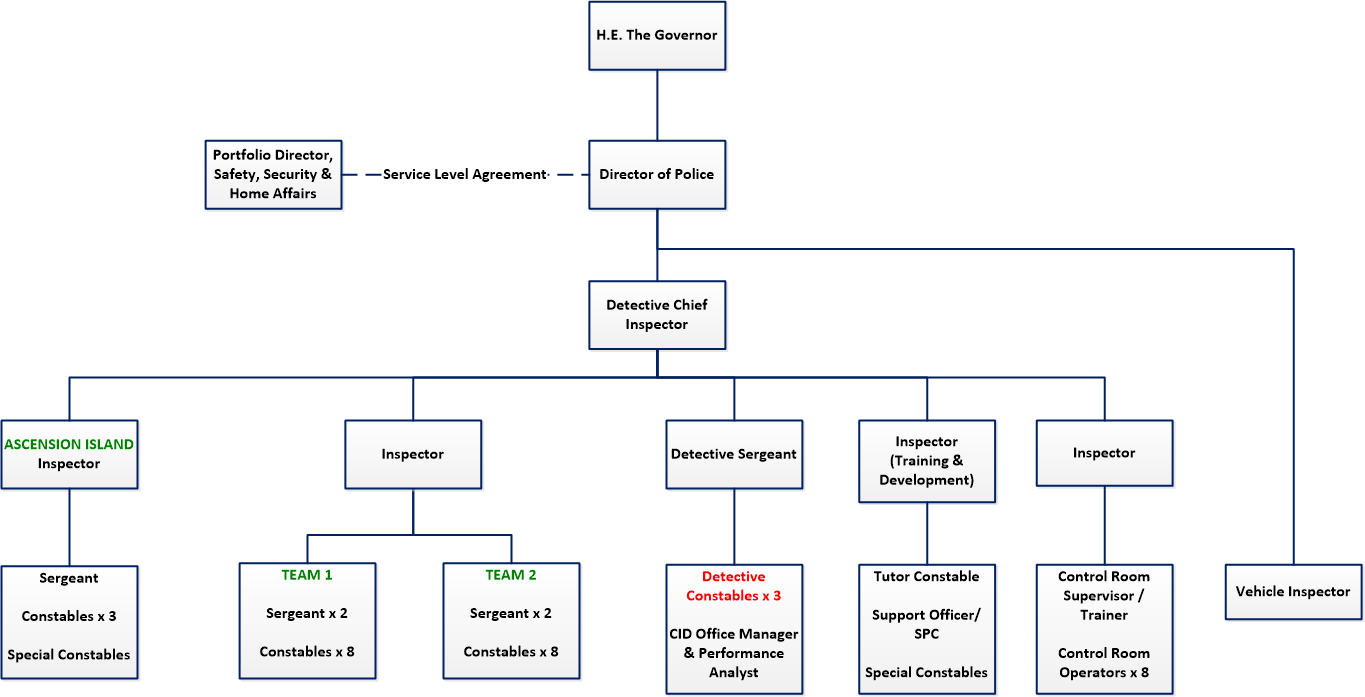 H.E. The Governor
Portfolio Director,
Safety, Security &
Home Affairs
Service Level Agreement
Director of Police
Detective Chief
Inspector
ASCENSION ISLAND
Inspector
Inspector
Detective Sergeant
Inspector
(Training &
Development)
Inspector
Sergeant
Constables x 3
Special Constables
TEAM 1
Sergeant x 2
Constables x 8
TEAM 2
Sergeant x 2
Constables x 8
Detective
Constables x 3
CID Office Manager
& Performance
Analyst
Tutor Constable
Support Officer/
SPC
Special Constables
Control Room
Supervisor /
Trainer
Control Room
Operators x 8
Vehicle Inspector